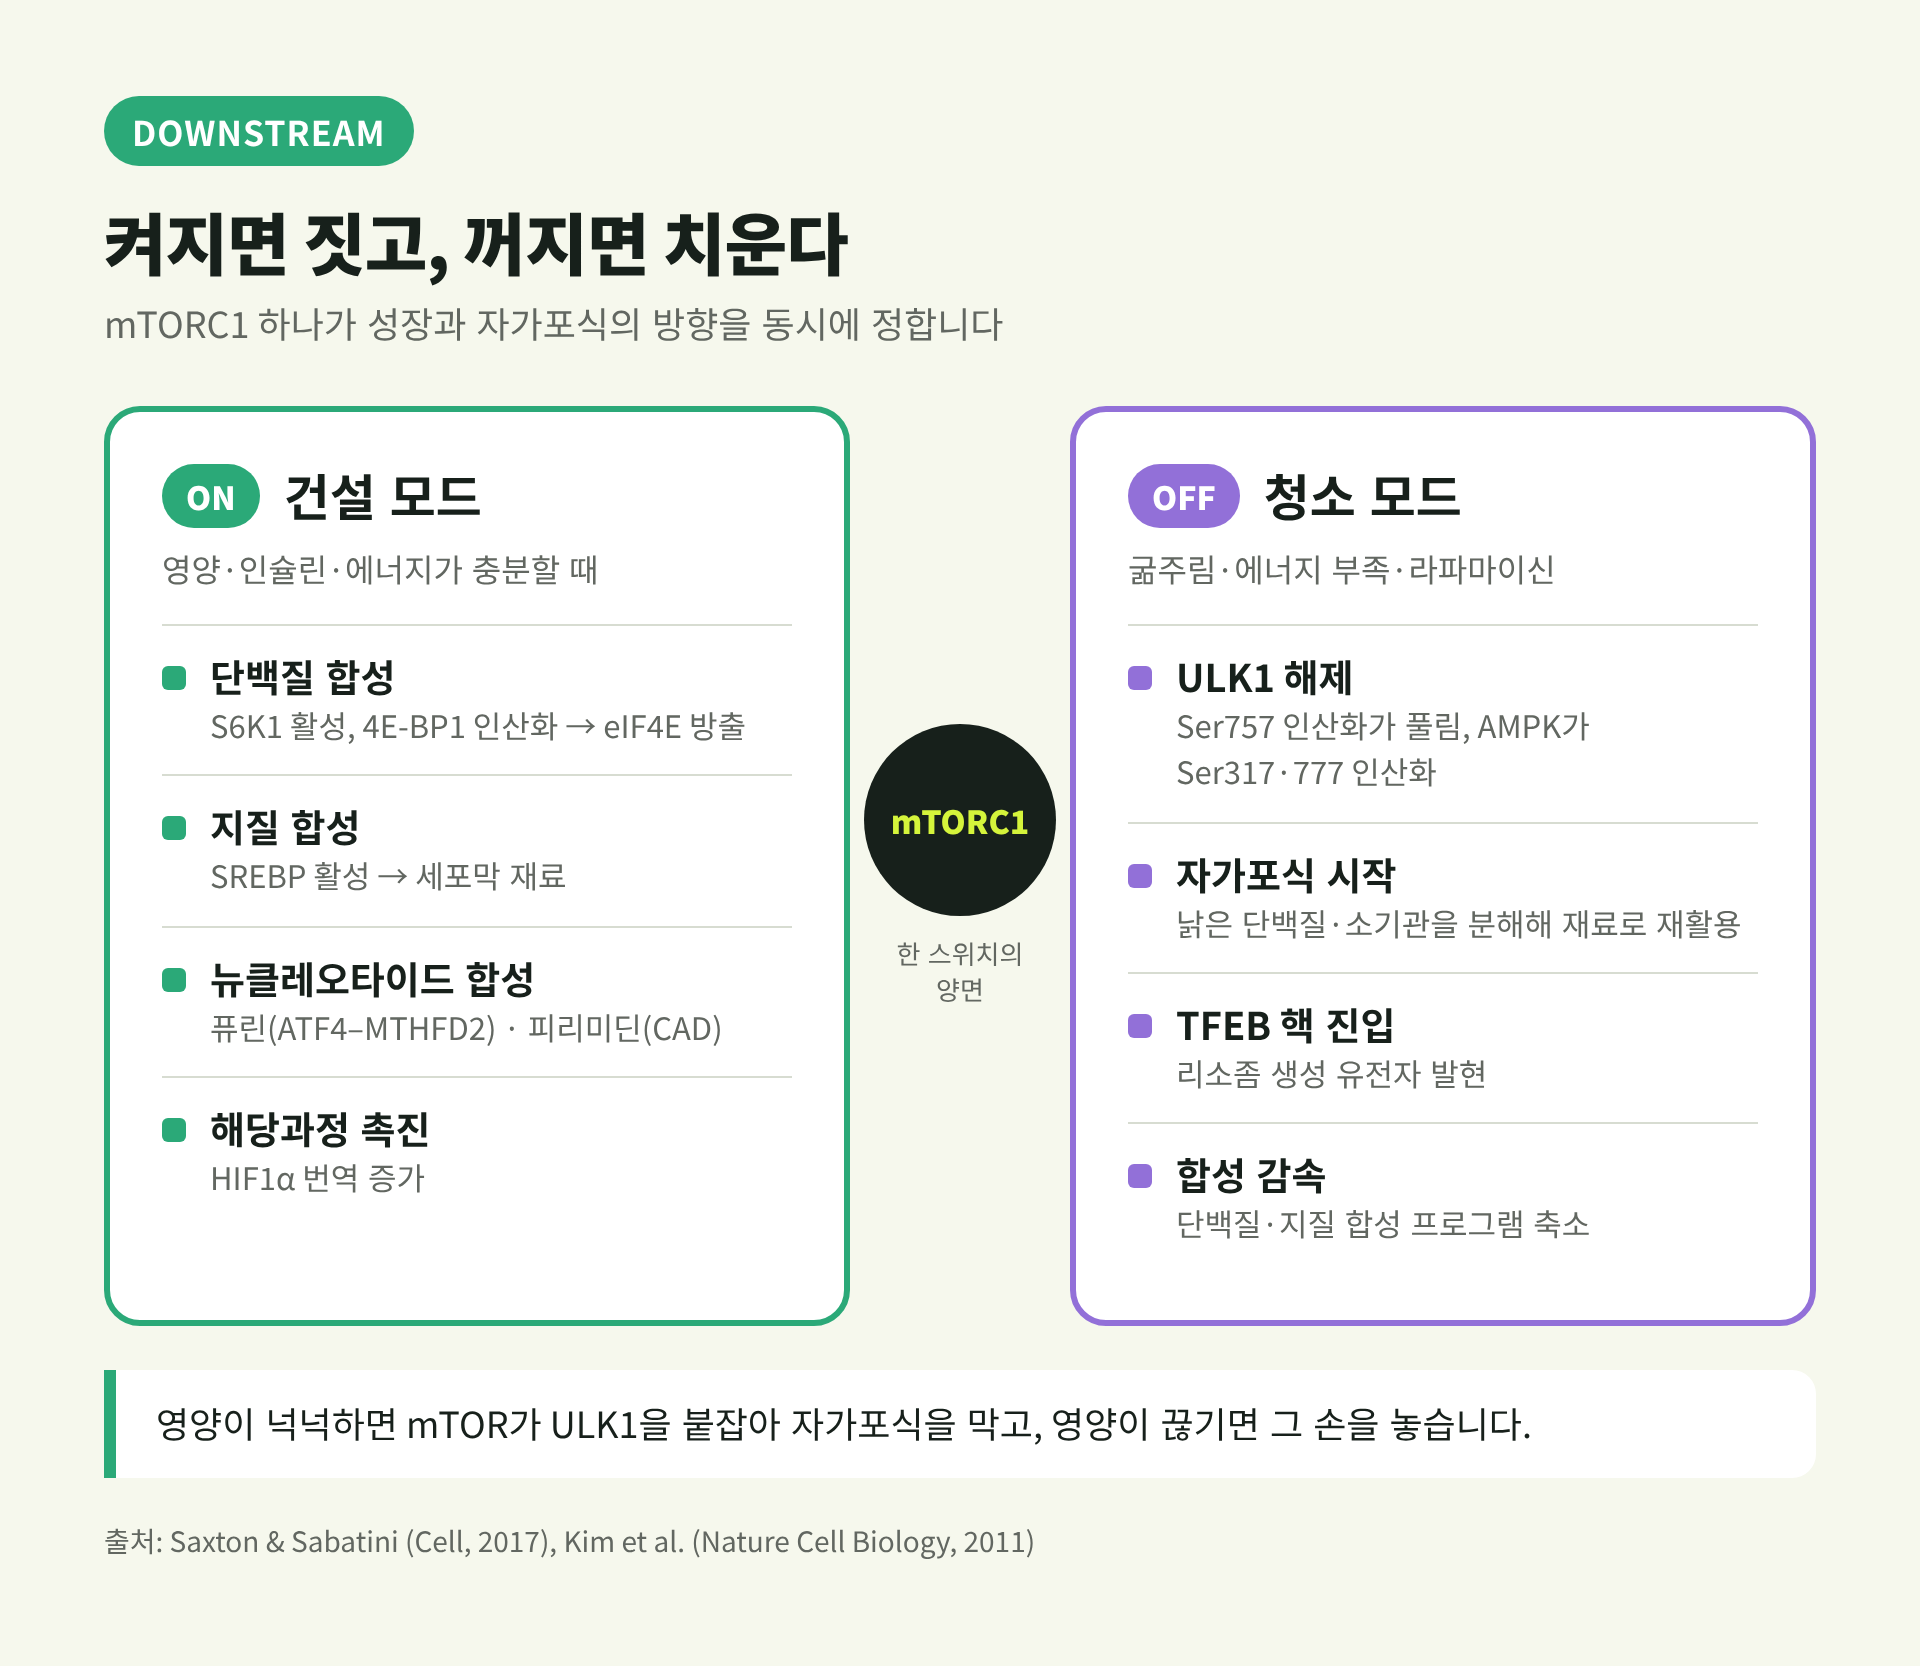 DOWNSTREAM
켜지면 짓고, 꺼지면 치운다
mTORC1 하나가 성장과 자가포식의 방향을 동시에 정합니다
ON 건설 모드
영양·인슐린·에너지가 충분할 때
단백질 합성
S6K1 활성, 4E-BP1 인산화 → eIF4E 방출
지질 합성
SREBP 활성 → 세포막 재료
뉴클레오타이드 합성
퓨린(ATF4–MTHFD2) · 피리미딘(CAD)
해당과정 촉진
HIF1α 번역 증가
mTORC1
한 스위치의
양면
OFF 청소 모드
굶주림·에너지 부족·라파마이신
ULK1 해제
Ser757 인산화가 풀림, AMPK가
Ser317·777 인산화
자가포식 시작
낡은 단백질·소기관을 분해해 재료로 재활용
TFEB 핵 진입
리소좀 생성 유전자 발현
합성 감속
단백질·지질 합성 프로그램 축소
영양이 넉넉하면 mTOR가 ULK1을 붙잡아 자가포식을 막고, 영양이 끊기면 그 손을 놓습니다.
출처: Saxton & Sabatini (Cell, 2017), Kim et al. (Nature Cell Biology, 2011)